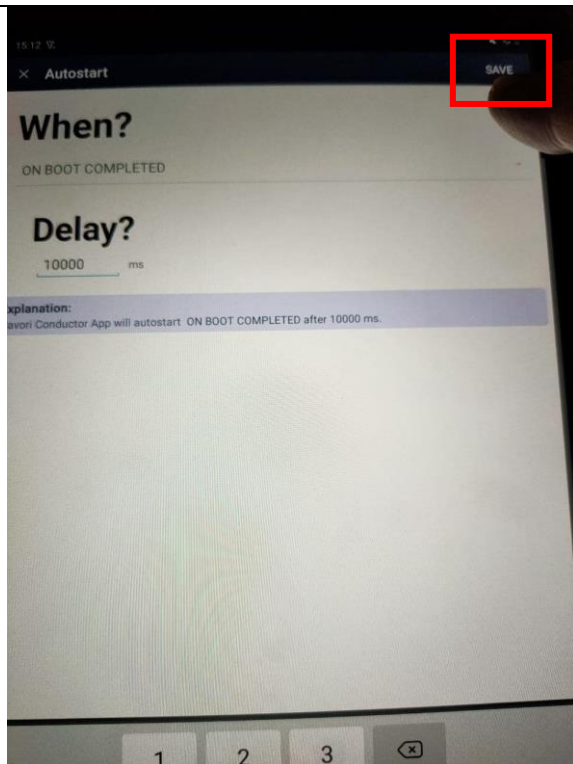 15:12
× Autostart SAVE
When?
ON BOOT COMPLETED
Delay?
10000 ms
xplanation:
avori Conductor App will autostart ON BOOT COMPLETED after 10000 ms.
1 2 3